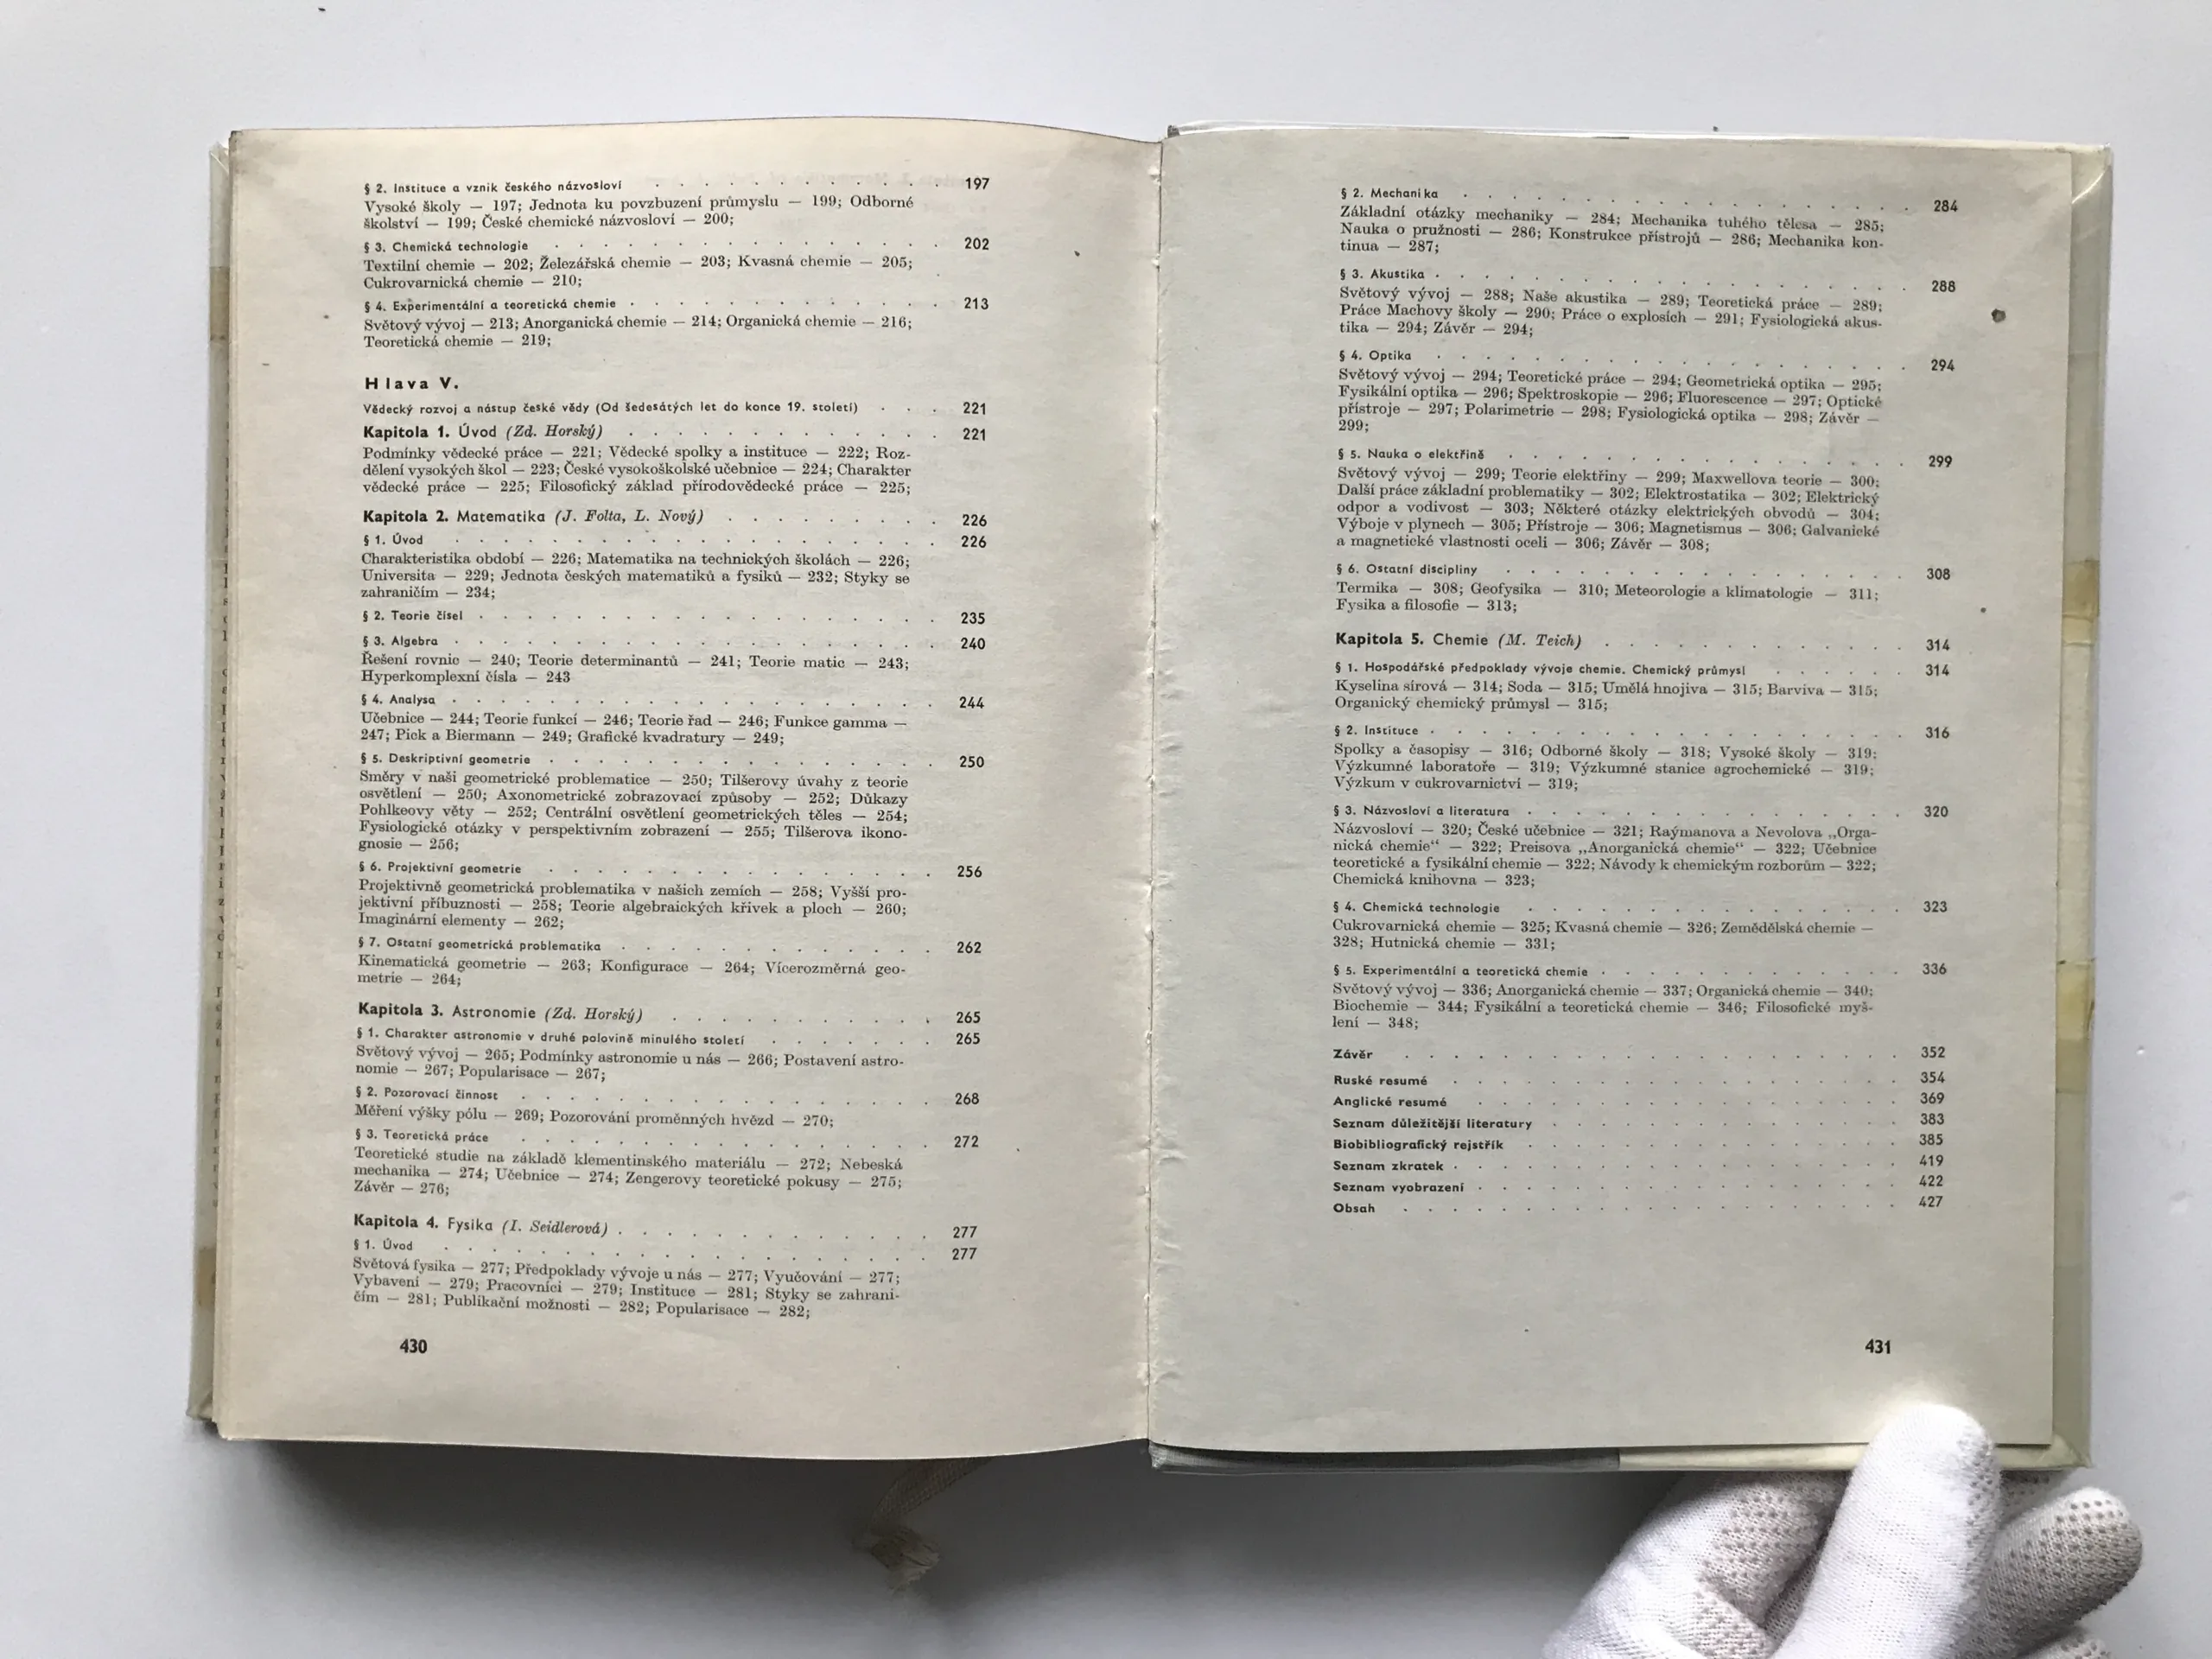 § 2. Instituce a vznik českého názvosloví . . . . . . . . . . 197
Vysoké školy — 197; Jednota ku povzbuzení průmyslu — 199; Odborné
školství — 199; České chemické názvosloví — 200;
§ 3. Chemická technologie . . . . . . . . . . . . . . 202
Textilní chemie — 202; Železářská chemie — 203; Kvasná chemie — 205;
Cukrovarnická chemie — 210;
§ 4. Experimentální a teoretická chemie . . . . . . . . . . . 213
Světový vývoj — 213; Anorganická chemie — 214; Organická chemie — 216;
Teoretická chemie — 219;
Hlava V.
Vědecký rozvoj a nástup české vědy (Od šedesátých let do konce 19. století) . . . 221
Kapitola 1. Úvod (Zd. Horský) . . . . . . . . . . . . 221
Podmínky vědecké práce — 221; Vědecké spolky a instituce — 222; Roz-
dělení vysokých škol — 223; České vysokoškolské učebnice — 224; Charakter
vědecké práce — 225; Filosofický základ přírodovědecké práce — 225;
Kapitola 2. Matematika (J. Folta, L. Nový) . . . . . . . . . 226
§ 1. Úvod . . . . . . . . . . . . . . . . . . 226
Charakteristika období — 226; Matematika na technických školách — 226;
Universita — 229; Jednota českých matematiků a fysiků — 232; Styky se
zahraničím — 234;
§ 2. Teorie čísel . . . . . . . . . . . . . . . . . 235
§ 3. Algebra . . . . . . . . . . . . . . . . . . 240
Řešení rovnic — 240; Teorie determinantů — 241; Teorie matic — 243;
Hyperkomplexní čísla — 243
§ 4. Analysa . . . . . . . . . . . . . . . . . . 244
Učebnice — 244; Teorie funkcí — 246; Teorie řad — 246; Funkce gamma —
247; Pick a Biermann — 249; Grafické kvadratury — 249;
§ 5. Deskriptivní geometrie . . . . . . . . . . . . . . 250
Směry v naší geometrické problematice — 250; Tilšerovy úvahy z teorie
osvětlení — 250; Axonometrické zobrazovací způsoby — 252; Důkazy
Pohlkeovy věty — 252; Centrální osvětlení geometrických těles — 254;
Fysiologické otázky v perspektivním zobrazení — 255; Tilšerova ikono-
gnosie — 256;
§ 6. Projektivní geometrie . . . . . . . . . . . . . . 256
Projektivně geometrická problematika v našich zemích — 258; Vyšší pro-
jektivní příbuznosti — 258; Teorie algebraických křivek a ploch — 260;
Imaginární elementy — 262;
§ 7. Ostatní geometrická problematika . . . . . . . . . . . 262
Kinematická geometrie — 263; Konfigurace — 264; Vícerozměrná geo-
metrie — 264;
Kapitola 3. Astronomie (Zd. Horský) . . . . . . . . . . 265
§ 1. Charakter astronomie v druhé polovině minulého století . . . . . . . 265
Světový vývoj — 265; Podmínky astronomie u nás — 266; Postavení astro-
nomie — 267; Popularisace — 267;
§ 2. Pozorovací činnost . . . . . . . . . . . . . . . 268
Měření výšky pólu — 269; Pozorování proměnných hvězd — 270;
§ 3. Teoretická práce . . . . . . . . . . . . . . . 272
Teoretické studie na základě klementinského materiálu — 272; Nebeská
mechanika — 274; Učebnice — 274; Zengerovy teoretické pokusy — 275;
Závěr — 276;
Kapitola 4. Fysika (I. Seidlerová) . . . . . . . . . . . . 277
§ 1. Úvod . . . . . . . . . . . . . . . . . . 277
Světová fysika — 277; Předpoklady vývoje u nás — 277; Vyučování — 277;
Vybavení — 279; Pracovníci — 279; Instituce — 281; Styky se zahrani-
čím — 281; Publikační možnosti — 282; Popularisace — 282;
430
§ 2. Mechanika . . . . . . . . . . . . . . . . . 284
Základní otázky mechaniky — 284; Mechanika tuhého tělesa — 285;
Nauka o pružnosti — 286; Konstrukce přístrojů — 286; Mechanika kon-
tinua — 287;
§ 3. Akustika . . . . . . . . . . . . . . . . . . 288
Světový vývoj — 288; Naše akustika — 289; Teoretická práce — 289;
Práce Machovy školy — 290; Práce o explosích — 291; Fysiologická akus-
tika — 294; Závěr — 294;
§ 4. Optika . . . . . . . . . . . . . . . . . . 294
Světový vývoj — 294; Teoretické práce — 294; Geometrická optika — 295;
Fysikální optika — 296; Spektroskopie — 296; Fluorescence — 297; Optické
přístroje — 297; Polarimetrie — 298; Fysiologická optika — 298; Závěr —
299;
§ 5. Nauka o elektřině . . . . . . . . . . . . . . . 299
Světový vývoj — 299; Teorie elektřiny — 299; Maxwellova teorie — 300;
Další práce základní problematiky — 302; Elektrostatika — 302; Elektrický
odpor a vodivost — 303; Některé otázky elektrických obvodů — 304;
Výboje v plynech — 305; Přístroje — 306; Magnetismus — 306; Galvanické
a magnetické vlastnosti oceli — 306; Závěr — 308;
§ 6. Ostatní disciplíny . . . . . . . . . . . . . . . 308
Termika — 308; Geofysika — 310; Meteorologie a klimatologie — 311;
Fysika a filosofie — 313;
Kapitola 5. Chemie (M. Teich) . . . . . . . . . . . . 314
§ 1. Hospodářské předpoklady vývoje chemie. Chemický průmysl . . . . . . 314
Kyselina sírová — 314; Soda — 315; Umělá hnojiva — 315; Barviva — 315;
Organický chemický průmysl — 315;
§ 2. Instituce . . . . . . . . . . . . . . . . . . 316
Spolky a časopisy — 316; Odborné školy — 318; Vysoké školy — 319;
Výzkumné laboratoře — 319; Výzkumné stanice agrochemické — 319;
Výzkum v cukrovarnictví — 319;
§ 3. Názvosloví a literatura . . . . . . . . . . . . . . 320
Názvosloví — 320; České učebnice — 321; Raýmanova a Nevolova „Orga-
nická chemie“ — 322; Preisova „Anorganická chemie“ — 322; Učebnice
teoretické a fysikální chemie — 322; Návody k chemickým rozborům — 322;
Chemická knihovna — 323;
§ 4. Chemická technologie . . . . . . . . . . . . . . 323
Cukrovarnická chemie — 325; Kvasná chemie — 326; Zemědělská chemie —
328; Hutnická chemie — 331;
§ 5. Experimentální a teoretická chemie . . . . . . . . . . . 336
Světový vývoj — 336; Anorganická chemie — 337; Organická chemie — 340;
Biochemie — 344; Fysikální a teoretická chemie — 346; Filosofické myš-
lení — 348;
Závěr . . . . . . . . . . . . . . . . . . 352
Ruské resumé . . . . . . . . . . . . . . . . . 354
Anglické resumé . . . . . . . . . . . . . . . . 369
Seznam důležitější literatury . . . . . . . . . . . . . 383
Biobibliografický rejstřík . . . . . . . . . . . . . . 385
Seznam zkratek . . . . . . . . . . . . . . . . . 419
Seznam vyobrazení . . . . . . . . . . . . . . . . 422
Obsah . . . . . . . . . . . . . . . . . . 427
431